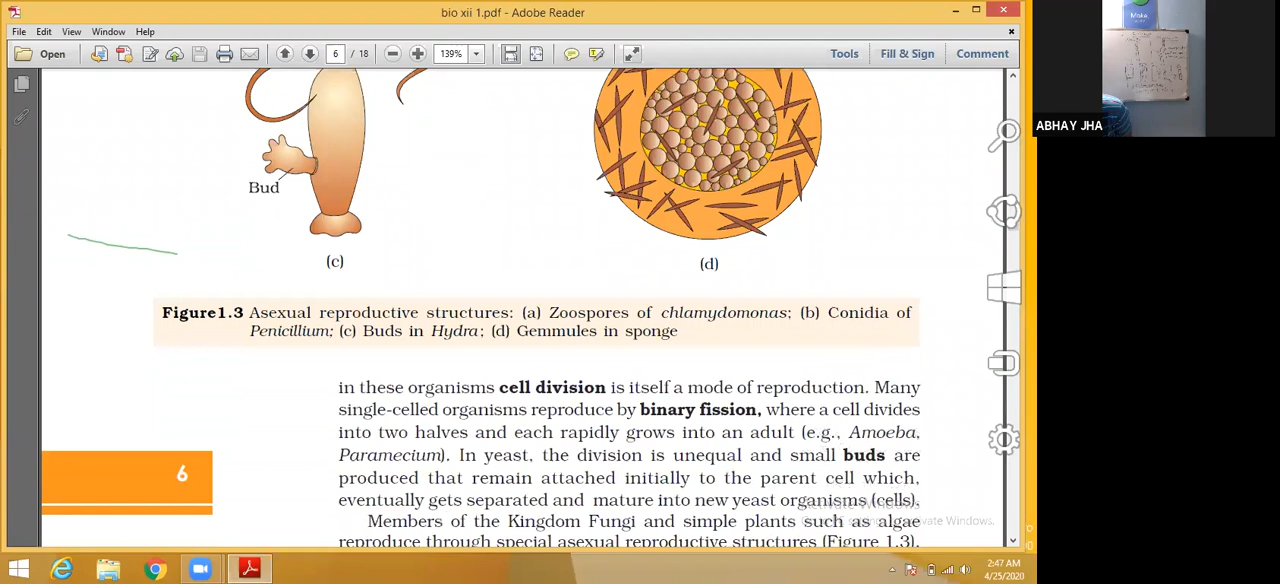 bio xii 1.pdf - Adobe Reader
File Edit View Window Help
Open
6 / 18
139%
Tools Fill & Sign Comment
Make
ABHAY JHA
Bud
(c)
(d)
Figure1.3 Asexual reproductive structures: (a) Zoospores of chlamydomonas; (b) Conidia of
Penicillium; (c) Buds in Hydra; (d) Gemmules in sponge
in these organisms cell division is itself a mode of reproduction. Many
single-celled organisms reproduce by binary fission, where a cell divides
into two halves and each rapidly grows into an adult (e.g., Amoeba,
Paramecium). In yeast, the division is unequal and small buds are
6
produced that remain attached initially to the parent cell which,
eventually gets separated and mature into new yeast organisms (cells).
Activate Windows
Members of the Kingdom Fungi and simple plants such as algae
reproduce through special asexual reproductive structures (Figure 1.3).
2:47 AM
4/25/2020